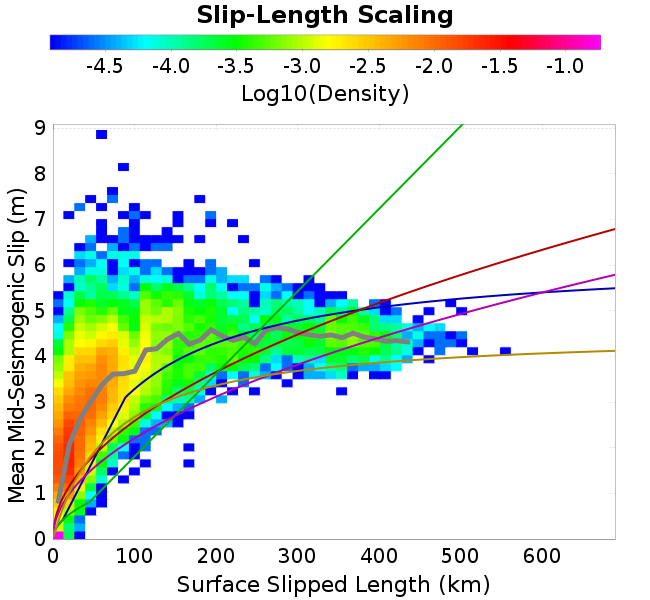 Slip-Length Scaling
-4.5 -4.0 -3.5 -3.0 -2.5 -2.0 -1.5 -1.0
Log10(Density)
9
8
7
6
5
4
3
2
1
0
Mean Mid-Seismogenic Slip (m)
0 100 200 300 400 500 600
Surface Slipped Length (km)